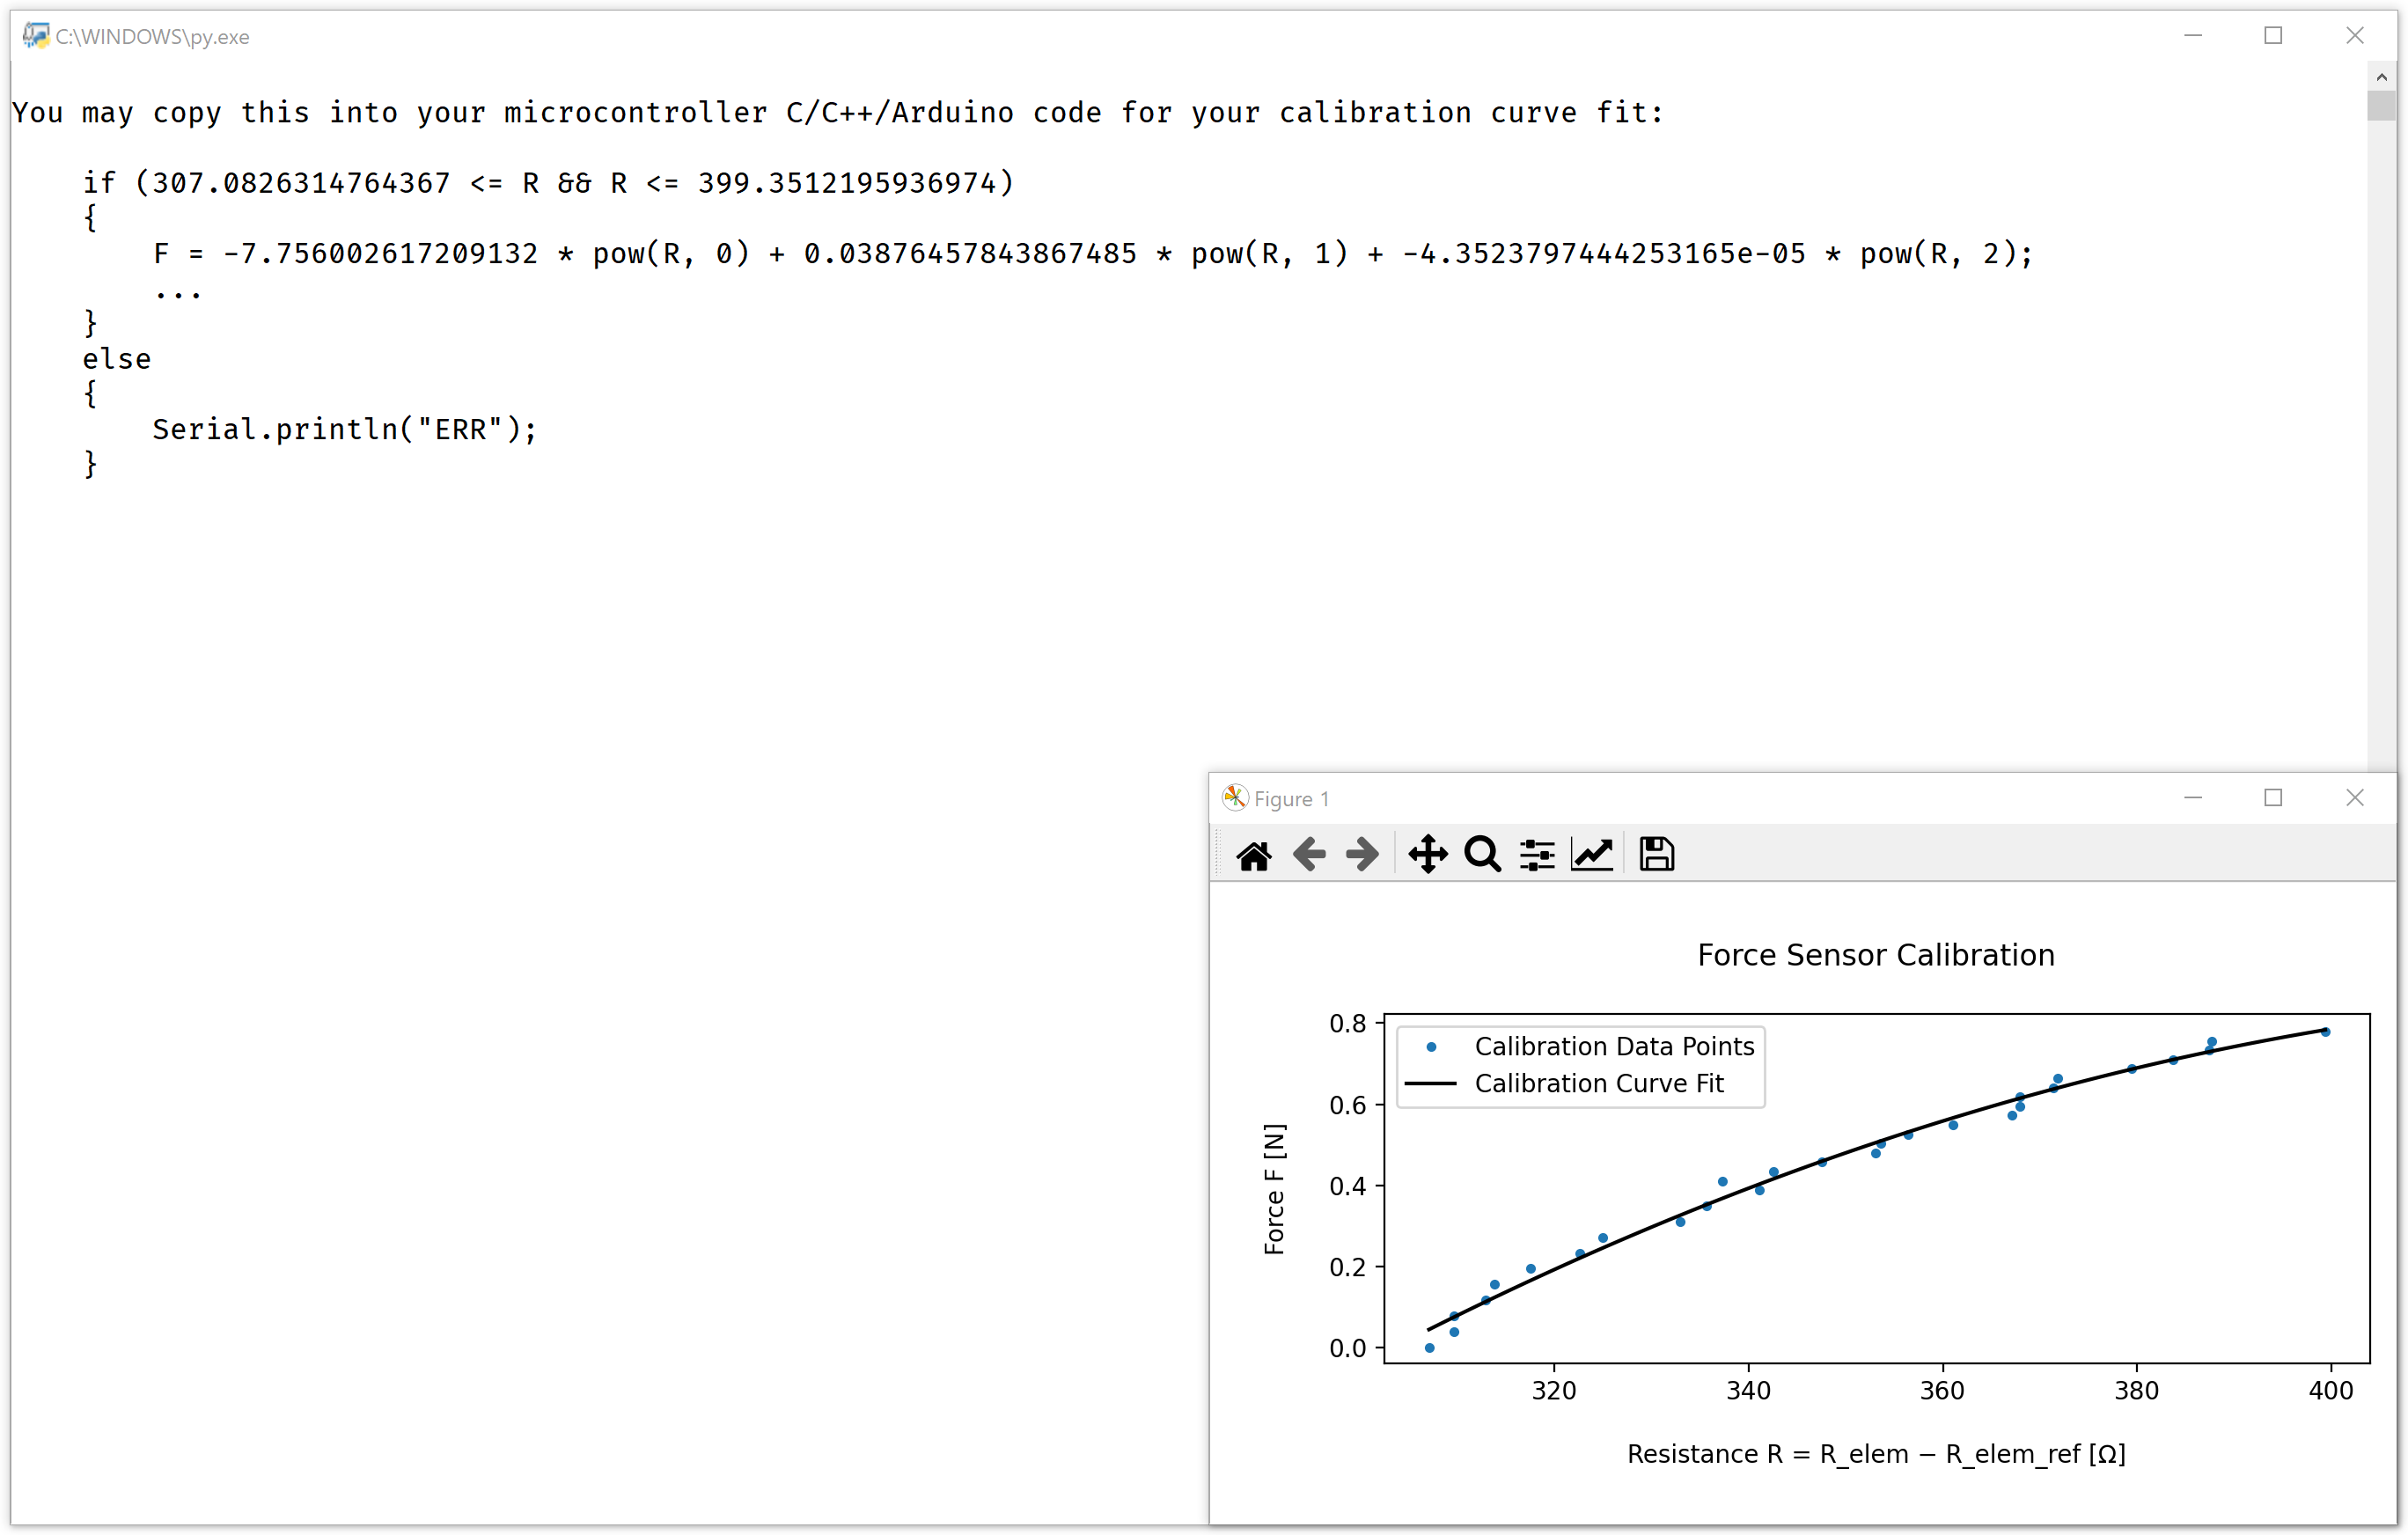 C:\WINDOWS\py.exe
You may copy this into your microcontroller C/C++/Arduino code for your calibration curve fit:
if (307.0826314764367 <= R && R <= 399.3512195936974)
{
F = -7.756002617209132 * pow(R, 0) + 0.03876457843867485 * pow(R, 1) + -4.3523797444253165e-05 * pow(R, 2);
...
}
else
{
Serial.println("ERR");
}
Figure 1
Force Sensor Calibration
Calibration Data Points
Calibration Curve Fit
Force F [N]
0.8
0.6
0.4
0.2
0.0
320 340 360 380 400
Resistance R = R_elem − R_elem_ref [Ω]